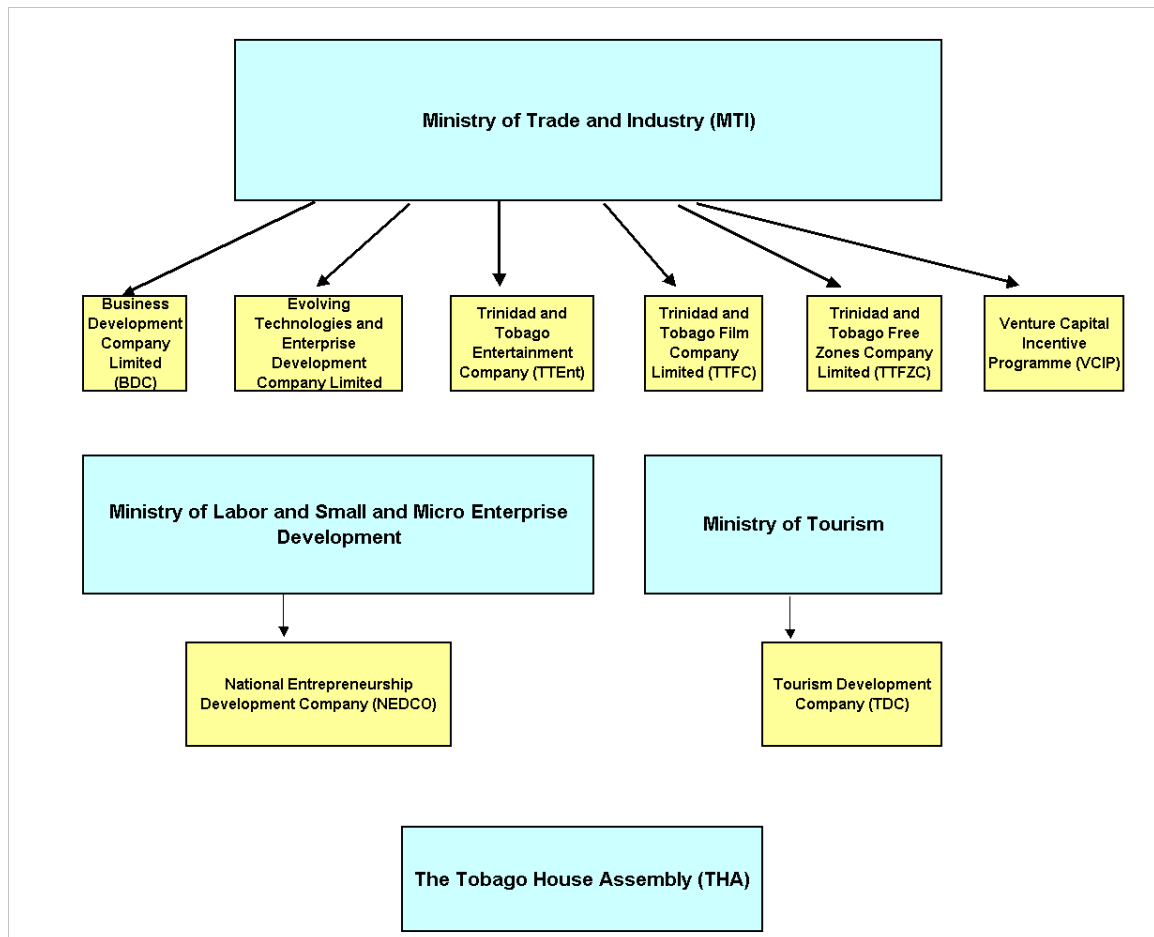 Ministry of Trade and Industry (MTI)
Business
Development
Company
Limited
(BDC)
Evolving
Technologies and
Enterprise
Development
Company Limited
Trinidad and
Tobago
Entertainment
Company (TTEnt)
Trinidad and
Tobago Film
Company
Limited (TTFC)
Trinidad and
Tobago Free
Zones Company
Limited (TTFZC)
Venture Capital
Incentive
Programme (VCIP)
Ministry of Labor and Small and Micro Enterprise
Development
Ministry of Tourism
National Entrepreneurship
Development Company (NEDCO)
Tourism Development
Company (TDC)
The Tobago House Assembly (THA)